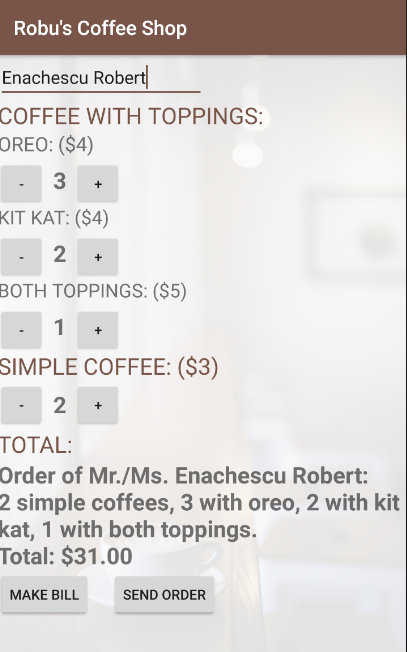 Robu's Coffee Shop
Enachescu Robert
COFFEE WITH TOPPINGS:
OREO: ($4)
- 3 +
KIT KAT: ($4)
- 2 +
BOTH TOPPINGS: ($5)
- 1 +
SIMPLE COFFEE: ($3)
- 2 +
TOTAL:
Order of Mr./Ms. Enachescu Robert:
2 simple coffees, 3 with oreo, 2 with kit
kat, 1 with both toppings.
Total: $31.00
MAKE BILL SEND ORDER